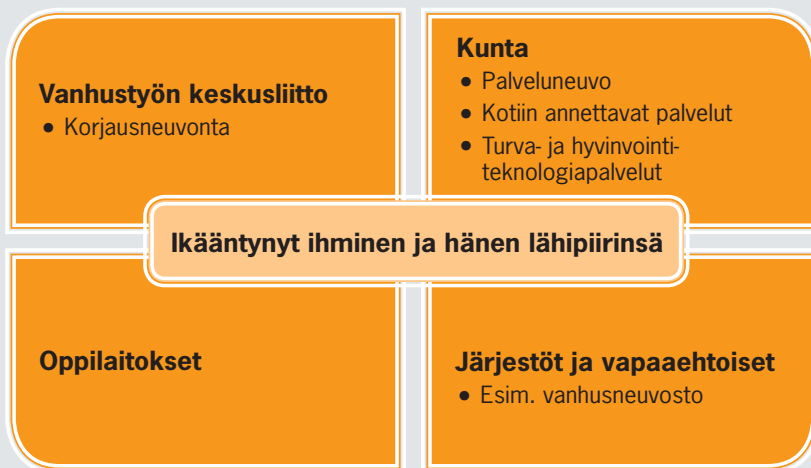 Vanhustyön keskusliitto
• Korjausneuvonta
Kunta
• Palveluneuvo
• Kotiin annettavat palvelut
• Turva- ja hyvinvointi-
teknologiapalvelut
Ikääntynyt ihminen ja hänen lähipiirinsä
Oppilaitokset
Järjestöt ja vapaaehtoiset
• Esim. vanhusneuvosto